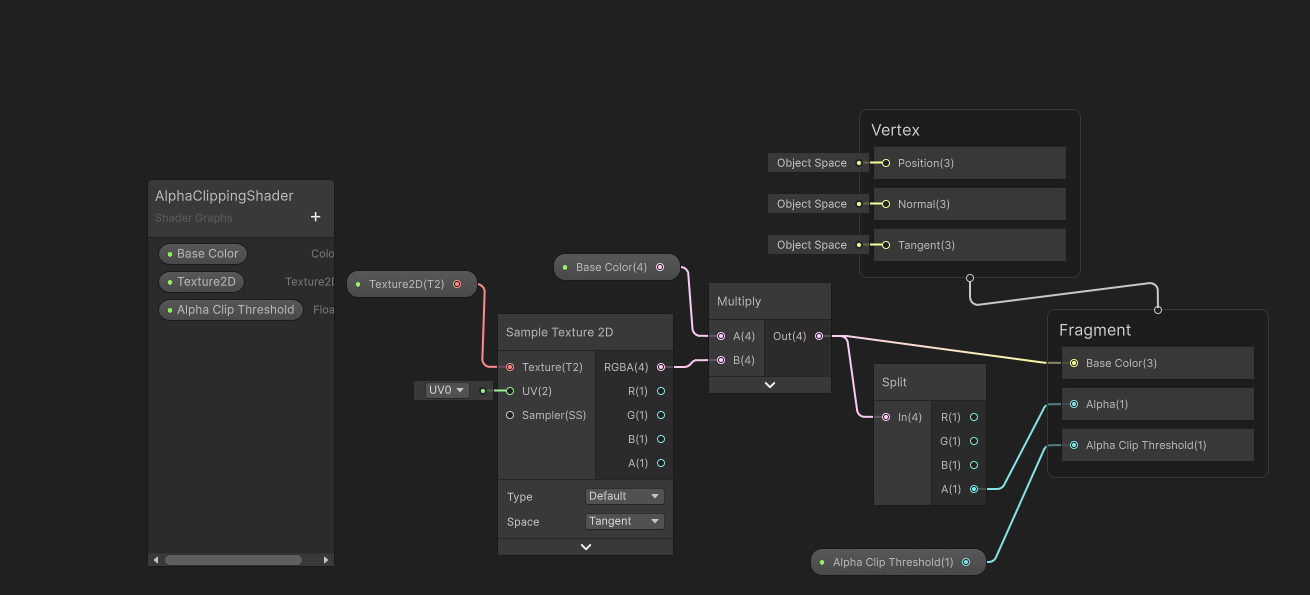 AlphaClippingShader
Shader Graphs
+
Base Color Colo
Texture2D Texture2D
Alpha Clip Threshold Floa
Texture2D(T2)
Base Color(4)
Sample Texture 2D
Texture(T2) RGBA(4)
UV0
UV(2) R(1)
Sampler(SS) G(1)
B(1)
A(1)
Type Default
Space Tangent
Multiply
A(4) Out(4)
B(4)
Split
In(4) R(1)
G(1)
B(1)
A(1)
Alpha Clip Threshold(1)
Vertex
Object Space Position(3)
Object Space Normal(3)
Object Space Tangent(3)
Fragment
Base Color(3)
Alpha(1)
Alpha Clip Threshold(1)